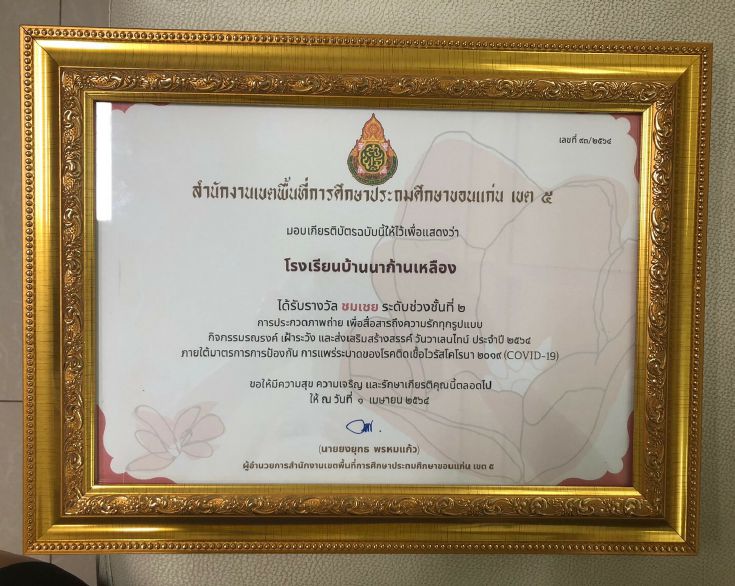 เลขที่ ๙๓/๒๕๖๔
สำนักงานเขตพื้นที่การศึกษาประถมศึกษาขอนแก่น เขต ๕
มอบเกียรติบัตรฉบับนี้ให้ไว้เพื่อแสดงว่า
โรงเรียนบ้านนาก้านเหลือง
ได้รับรางวัล ชมเชย ระดับช่วงชั้นที่ ๒
การประกวดภาพถ่าย เพื่อสื่อสารถึงความรักทุกรูปแบบ
กิจกรรมรณรงค์ เฝ้าระวัง และส่งเสริมสร้างสรรค์ วันวาเลนไทน์ ประจำปี ๒๕๖๔
ภายใต้มาตรการการป้องกัน การแพร่ระบาดของโรคติดเชื้อไวรัสโคโรนา ๒๐๑๙ (COVID-19)
ขอให้มีความสุข ความเจริญ และรักษาเกียรติคุณนี้ตลอดไป
ให้ ณ วันที่ ๑ เมษายน ๒๕๖๔
(นายยงยุทธ พรหมแก้ว)
ผู้อำนวยการสำนักงานเขตพื้นที่การศึกษาประถมศึกษาขอนแก่น เขต ๕